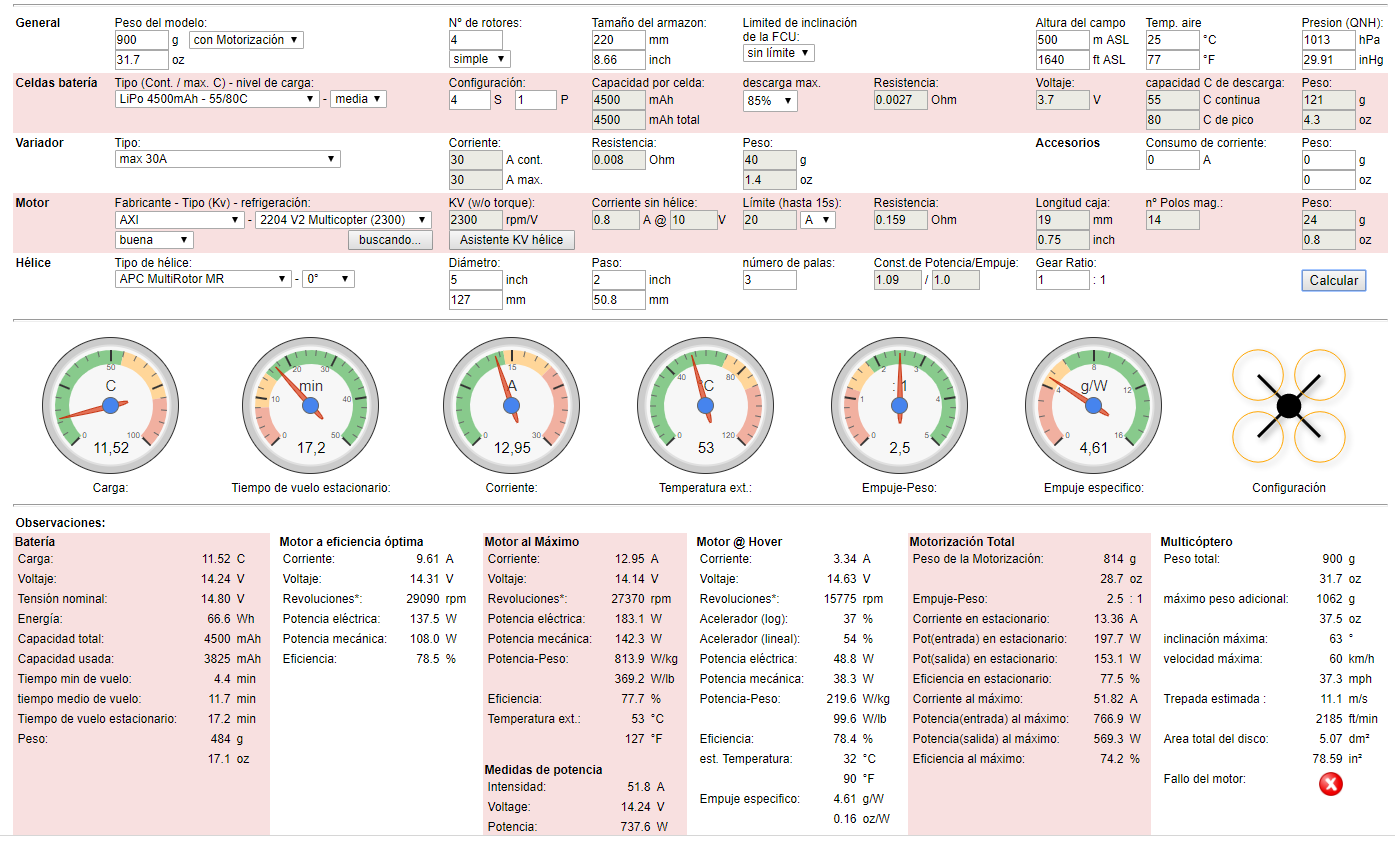 General Peso del modelo: Nº de rotores: Tamaño del armazon: Limited de inclinación Altura del campo Temp. aire Presion (QNH):
de la FCU:
900 g con Motorización ▼ 4 220 mm 500 m ASL 25 °C 1013 hPa
sin límite ▼
31.7 oz simple ▼ 8.66 inch 1640 ft ASL 77 °F 29.91 inHg
Celdas batería Tipo (Cont. / max. C) - nivel de carga: Configuración: Capacidad por celda: descarga max. Resistencia: Voltaje: capacidad C de descarga: Peso:
LiPo 4500mAh - 55/80C ▼ - media ▼ 4 S 1 P 4500 mAh 85% ▼ 0.0027 Ohm 3.7 V 55 C continua 121 g
4500 mAh total 80 C de pico 4.3 oz
Variador Tipo: Corriente: Resistencia: Peso: Accesorios Consumo de corriente: Peso:
max 30A ▼ 30 A cont. 0.008 Ohm 40 g 0 A 0 g
30 A max. 1.4 oz 0 oz
Motor Fabricante - Tipo (Kv) - refrigeración: KV (w/o torque): Corriente sin hélice: Límite (hasta 15s): Resistencia: Longitud caja: nº Polos mag.: Peso:
AXI ▼ - 2204 V2 Multicopter (2300) ▼ 2300 rpm/V 0.8 A @ 10 V 20 A ▼ 0.159 Ohm 19 mm 14 24 g
buena ▼ buscando... Asistente KV hélice 0.75 inch 0.8 oz
Hélice Tipo de hélice: Diámetro: Paso: número de palas: Const.de Potencia/Empuje: Gear Ratio:
APC MultiRotor MR ▼ - 0° ▼ 5 inch 2 inch 3 1.09 / 1.0 1 : 1 Calcular
127 mm 50.8 mm
50 20 30 15 40 80 2 3 8
C min A °C : 1 g/W
10 40 1 4 4 12
0 100 0 50 0 30 0 0 5 0 16
11,52 17,2 12,95 53 2,5 4,61
Carga: Tiempo de vuelo estacionario: Corriente: Temperatura ext.: Empuje-Peso: Empuje especifico: Configuración
Observaciones:
Batería
Carga: 11.52 C
Voltaje: 14.24 V
Tensión nominal: 14.80 V
Energía: 66.6 Wh
Capacidad total: 4500 mAh
Capacidad usada: 3825 mAh
Tiempo min de vuelo: 4.4 min
tiempo medio de vuelo: 11.7 min
Tiempo de vuelo estacionario: 17.2 min
Peso: 484 g
17.1 oz
Motor a eficiencia óptima
Corriente: 9.61 A
Voltaje: 14.31 V
Revoluciones*: 29090 rpm
Potencia eléctrica: 137.5 W
Potencia mecánica: 108.0 W
Eficiencia: 78.5 %
Motor al Máximo
Corriente: 12.95 A
Voltaje: 14.14 V
Revoluciones*: 27370 rpm
Potencia eléctrica: 183.1 W
Potencia mecánica: 142.3 W
Potencia-Peso: 813.9 W/kg
369.2 W/lb
Eficiencia: 77.7 %
Temperatura ext.: 53 °C
127 °F
Medidas de potencia
Intensidad: 51.8 A
Voltage: 14.24 V
Potencia: 737.6 W
Motor @ Hover
Corriente: 3.34 A
Voltaje: 14.63 V
Revoluciones*: 15775 rpm
Acelerador (log): 37 %
Acelerador (lineal): 54 %
Potencia eléctrica: 48.8 W
Potencia mecánica: 38.3 W
Potencia-Peso: 219.6 W/kg
99.6 W/lb
Eficiencia: 78.4 %
est. Temperatura: 32 °C
90 °F
Empuje especifico: 4.61 g/W
0.16 oz/W
Motorización Total
Peso de la Motorización: 814 g
28.7 oz
Empuje-Peso: 2.5 : 1
Corriente en estacionario: 13.36 A
Pot(entrada) en estacionario: 197.7 W
Pot(salida) en estacionario: 153.1 W
Eficiencia en estacionario: 77.5 %
Corriente al máximo: 51.82 A
Potencia(entrada) al máximo: 766.9 W
Potencia(salida) al máximo: 569.3 W
Eficiencia al máximo: 74.2 %
Multicóptero
Peso total: 900 g
31.7 oz
máximo peso adicional: 1062 g
37.5 oz
inclinación máxima: 63 °
velocidad máxima: 60 km/h
37.3 mph
Trepada estimada : 11.1 m/s
2185 ft/min
Area total del disco: 5.07 dm²
78.59 in²
Fallo del motor: